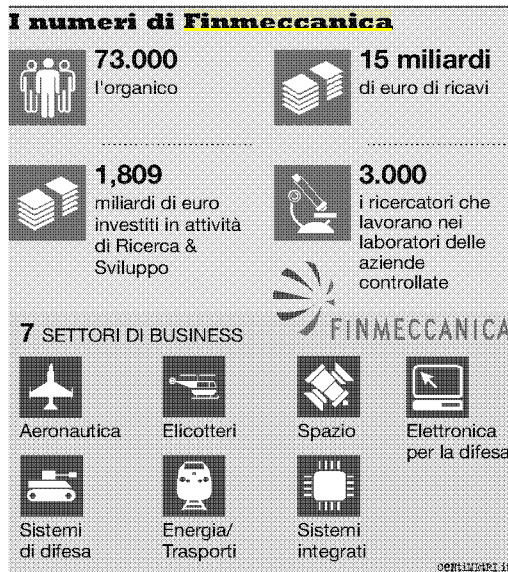 I numeri di Finmeccanica
73.000
l'organico
15 miliardi
di euro di ricavi
1,809
miliardi di euro
investiti in attività
di Ricerca &
Sviluppo
3.000
i ricercatori che
lavorano nei
laboratori delle
aziende
controllate
FINMECCANICA
7 SETTORI DI BUSINESS
Aeronautica
Elicotteri
Spazio
Elettronica
per la difesa
Sistemi
di difesa
Energia/
Trasporti
Sistemi
integrati
CENTIMETRI.it